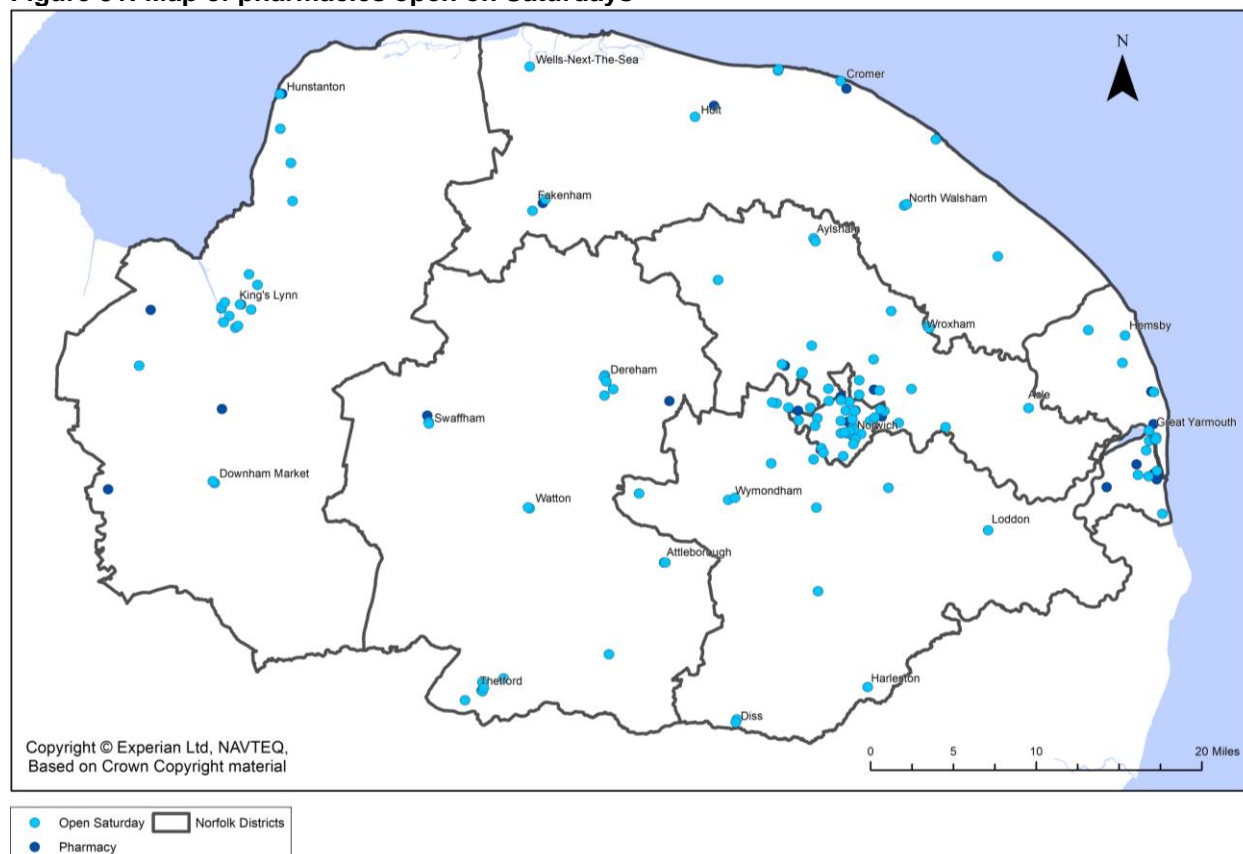 Map of pharmacies open on Saturdays
N
Wells-Next-The-Sea
Cromer
Hunstanton
Holt
Fakenham
North Walsham
Aylsham
King's Lynn
Wroxham
Hemsby
Dereham
Acle
Swaffham
Norwich
Great Yarmouth
Downham Market
Wymondham
Watton
Loddon
Attleborough
Thetford
Harleston
Diss
Copyright © Experian Ltd, NAVTEQ,
Based on Crown Copyright material
0 5 10 20 Miles
Open Saturday Norfolk Districts
Pharmacy